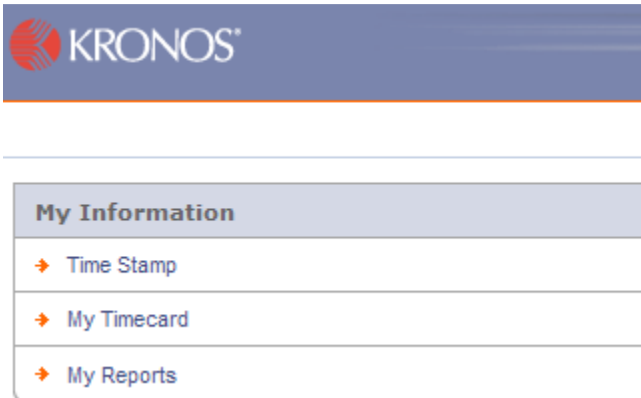 KRONOS®
My Information
Time Stamp
My Timecard
My Reports